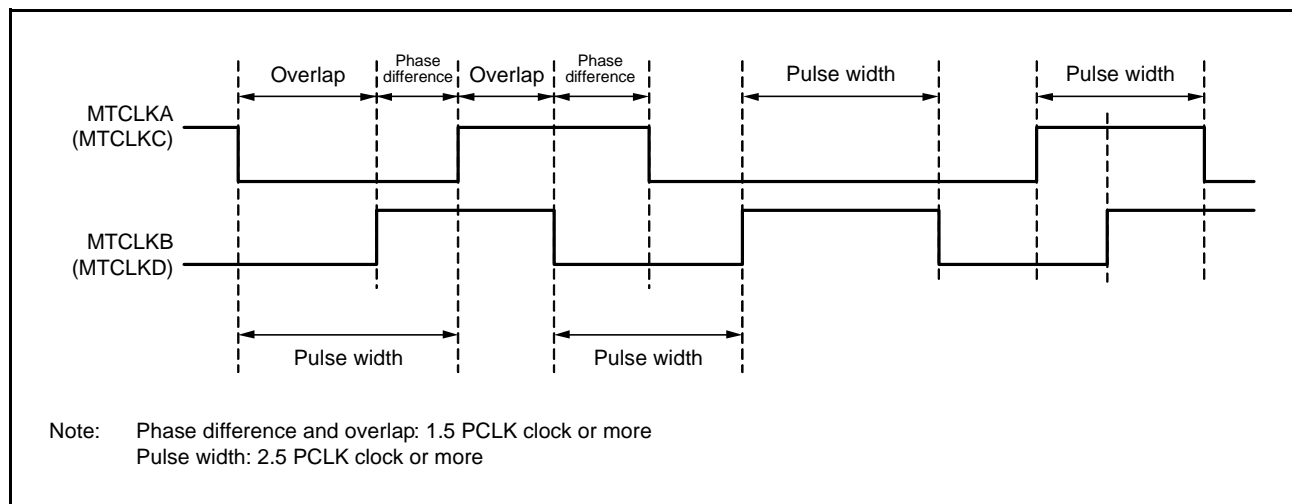 Overlap
Phase
difference
Overlap
Phase
difference
Pulse width
Pulse width
MTCLKA
(MTCLKC)
MTCLKB
(MTCLKD)
Pulse width
Pulse width
Note: Phase difference and overlap: 1.5 PCLK clock or more
Pulse width: 2.5 PCLK clock or more